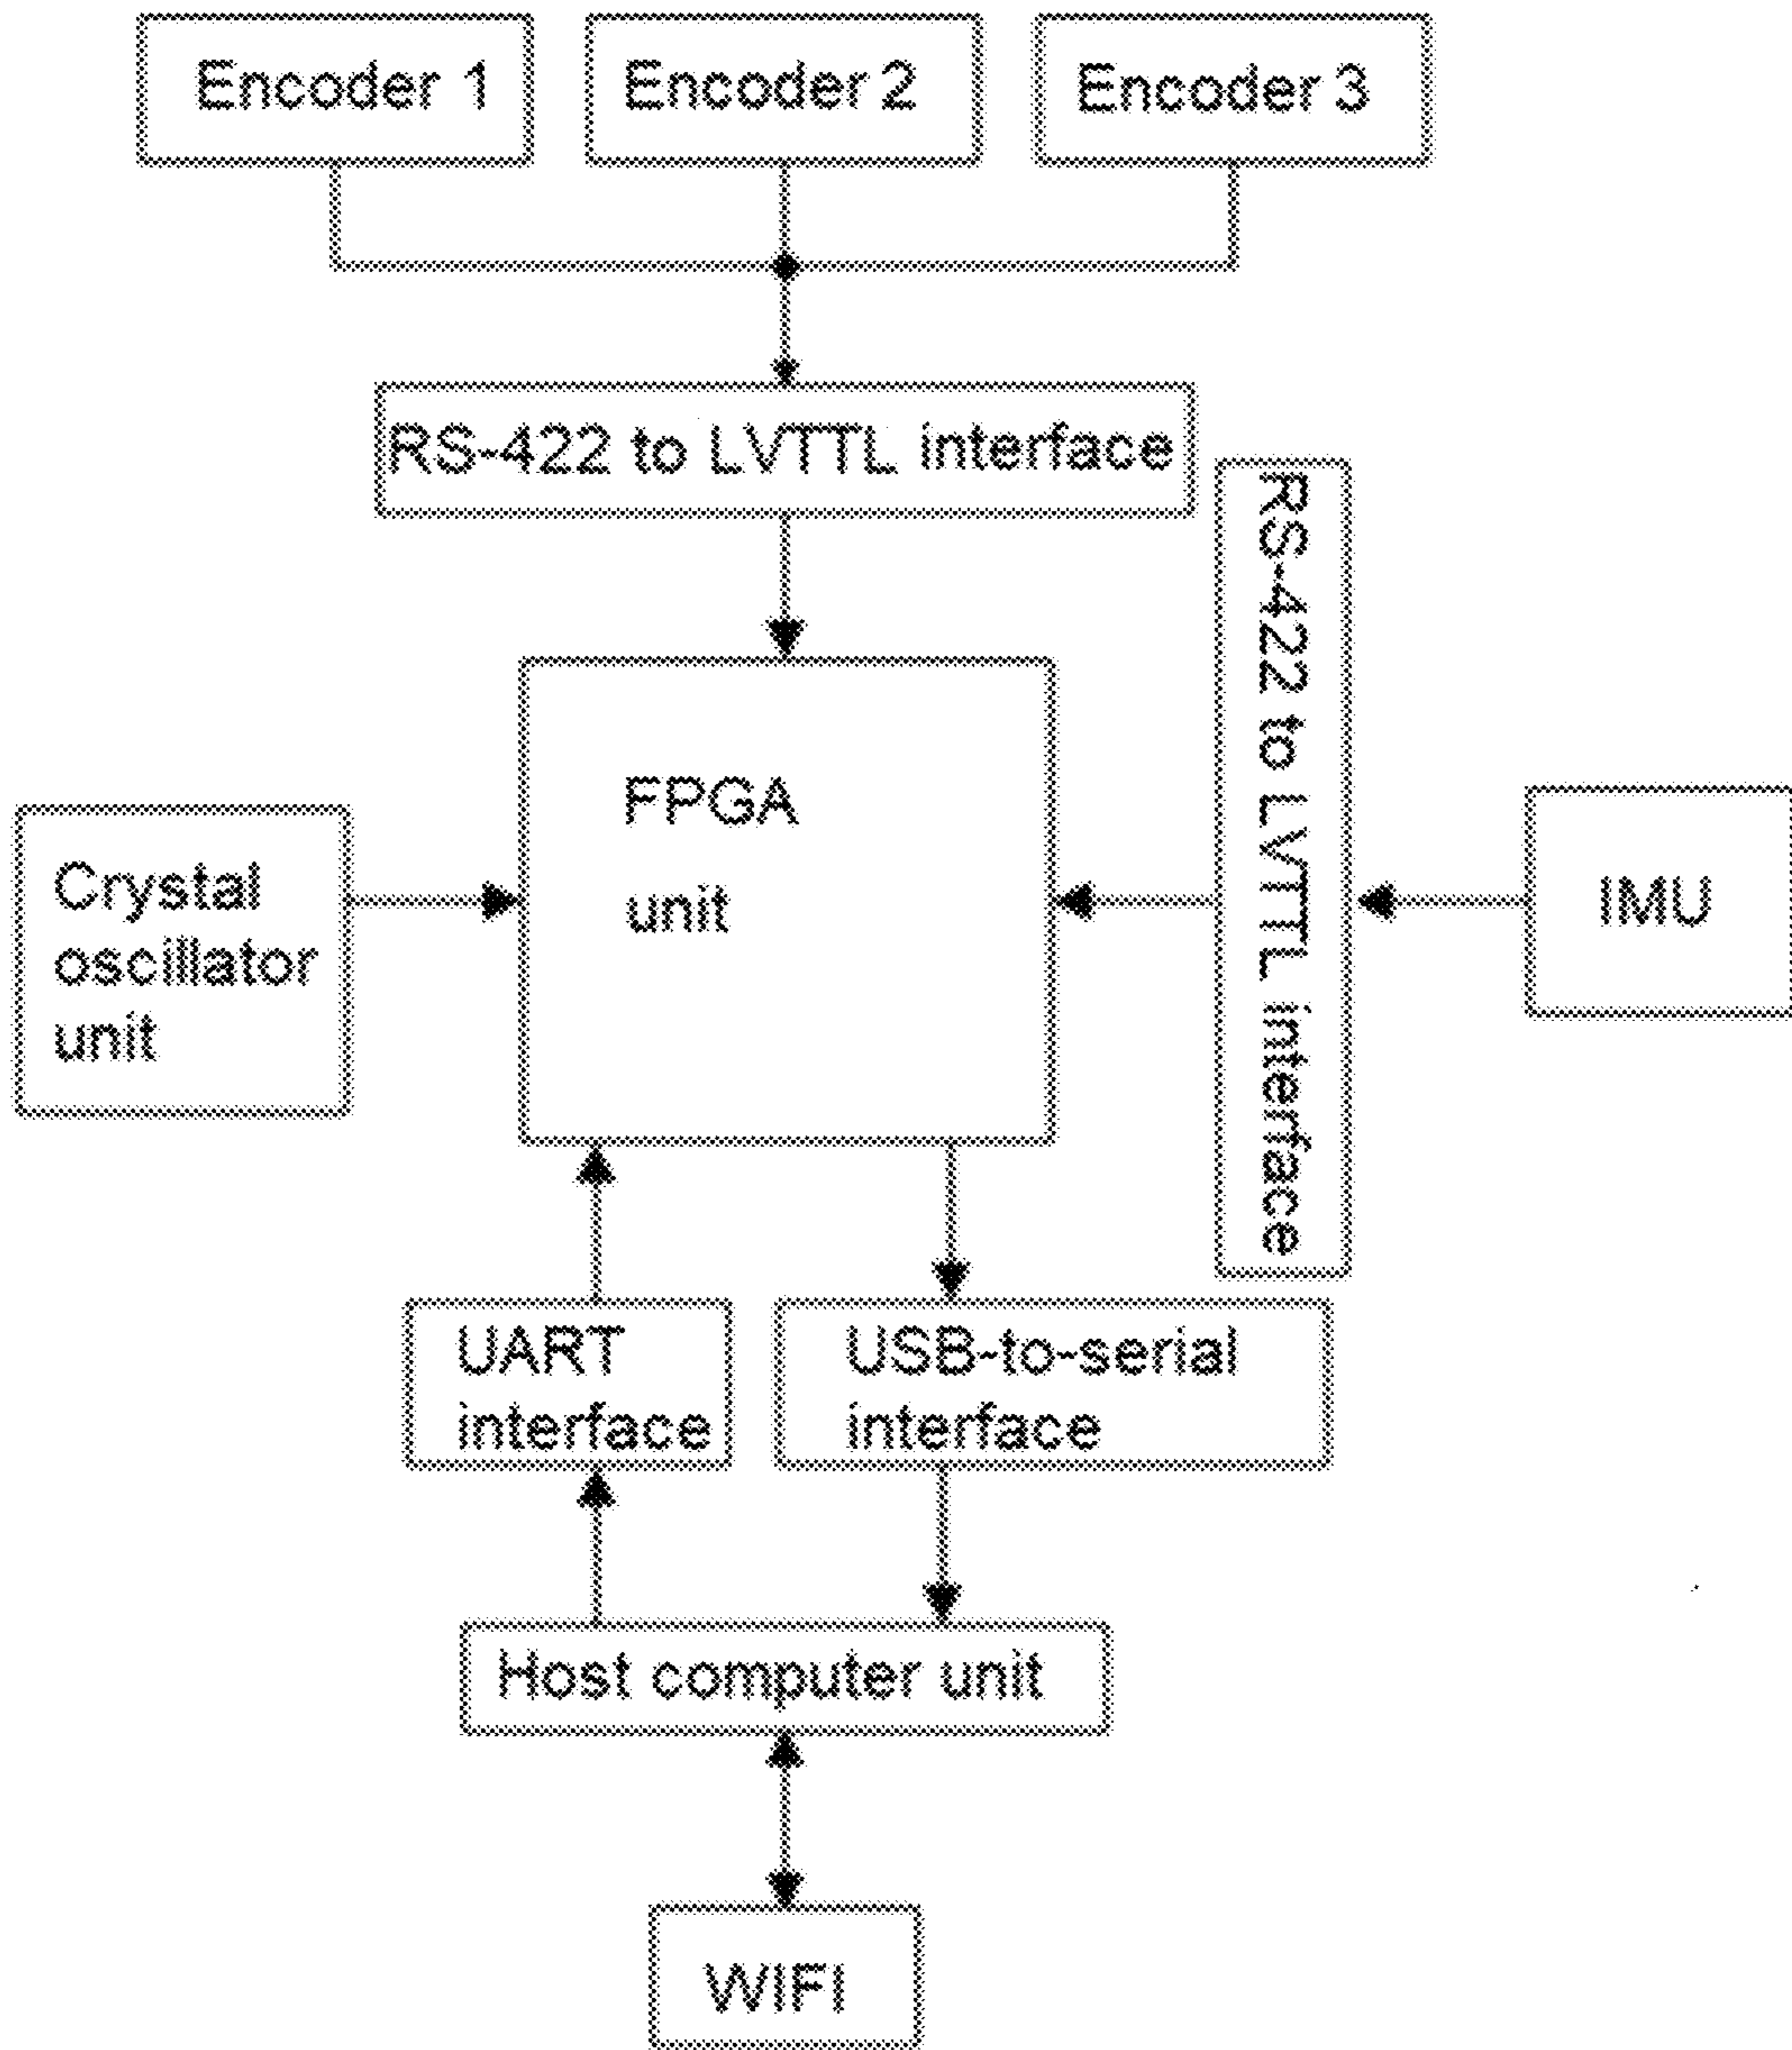 Encoder 1
Encoder 2
Encoder 3
RS-422 to LVTTL interface
RS-422 to LVTTL interface
FPGA
unit
Crystal
oscillator
unit
IMU
UART
interface
USB-to-serial
interface
Host computer unit
WIFI